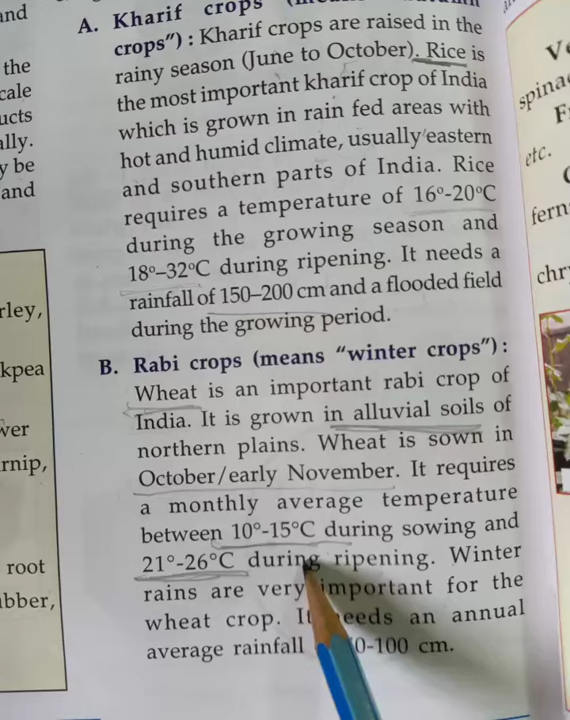 and
the
cale
ucts
ally.
y be
and
rley,
kpea
wer
rnip,
root
bber,
A. Kharif crops
crops") : Kharif crops are raised in the
rainy season (June to October). Rice is
the most important kharif crop of India
which is grown in rain fed areas with
hot and humid climate, usually eastern
and southern parts of India. Rice
requires a temperature of 16°-20°C
during the growing season and
18°–32°C during ripening. It needs a
rainfall of 150–200 cm and a flooded field
during the growing period.
B. Rabi crops (means "winter crops") :
Wheat is an important rabi crop of
India. It is grown in alluvial soils of
northern plains. Wheat is sown in
October/early November. It requires
a monthly average temperature
between 10°-15°C during sowing and
21°-26°C during ripening. Winter
rains are very important for the
wheat crop. It needs an annual
average rainfall 0-100 cm.
Ve
spina
F
etc.
fern
chr